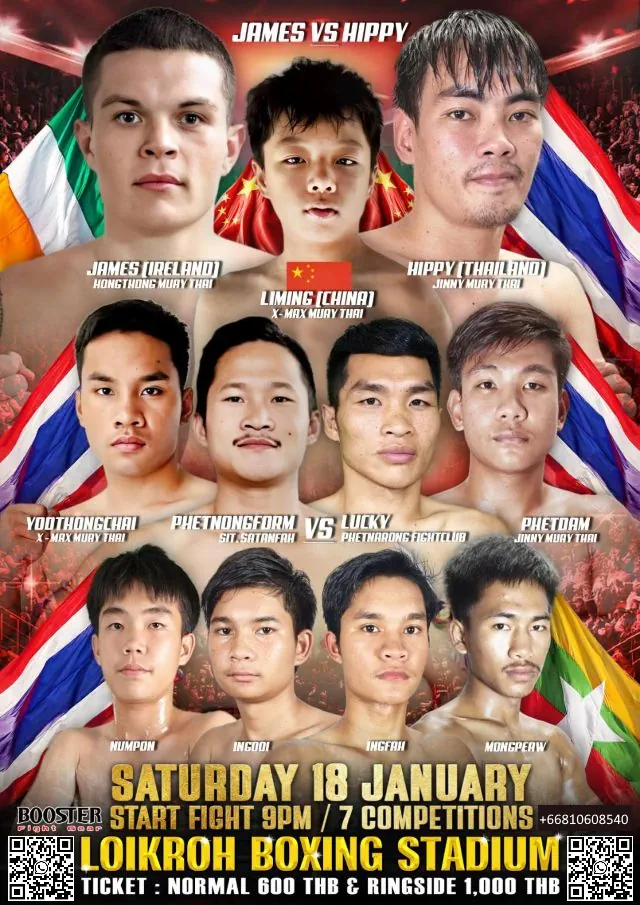 JAMES VS HIPPY
JAMES (IRELAND)
HONGTHONG MUAY THAI
HIPPY (THAILAND)
JINNY MUAY THAI
LIMING (CHINA)
X-MAX MUAY THAI
YODTHONGCHAI
X-MAX MUAY THAI
PHETNONGFORM
SIT. SATANFAH
VS
LUCKY
PHETNARONG FIGHTCLUB
PHETDAM
JINNY MUAY THAI
NUMPON
INGDOI
INGFAH
MONGPERW
SATURDAY 18 JANUARY
BOOSTER
Fight Gear
START FIGHT 9PM / 7 COMPETITIONS
+66810608540
LOIKROH BOXING STADIUM
TICKET : NORMAL 600 THB & RINGSIDE 1,000 THB